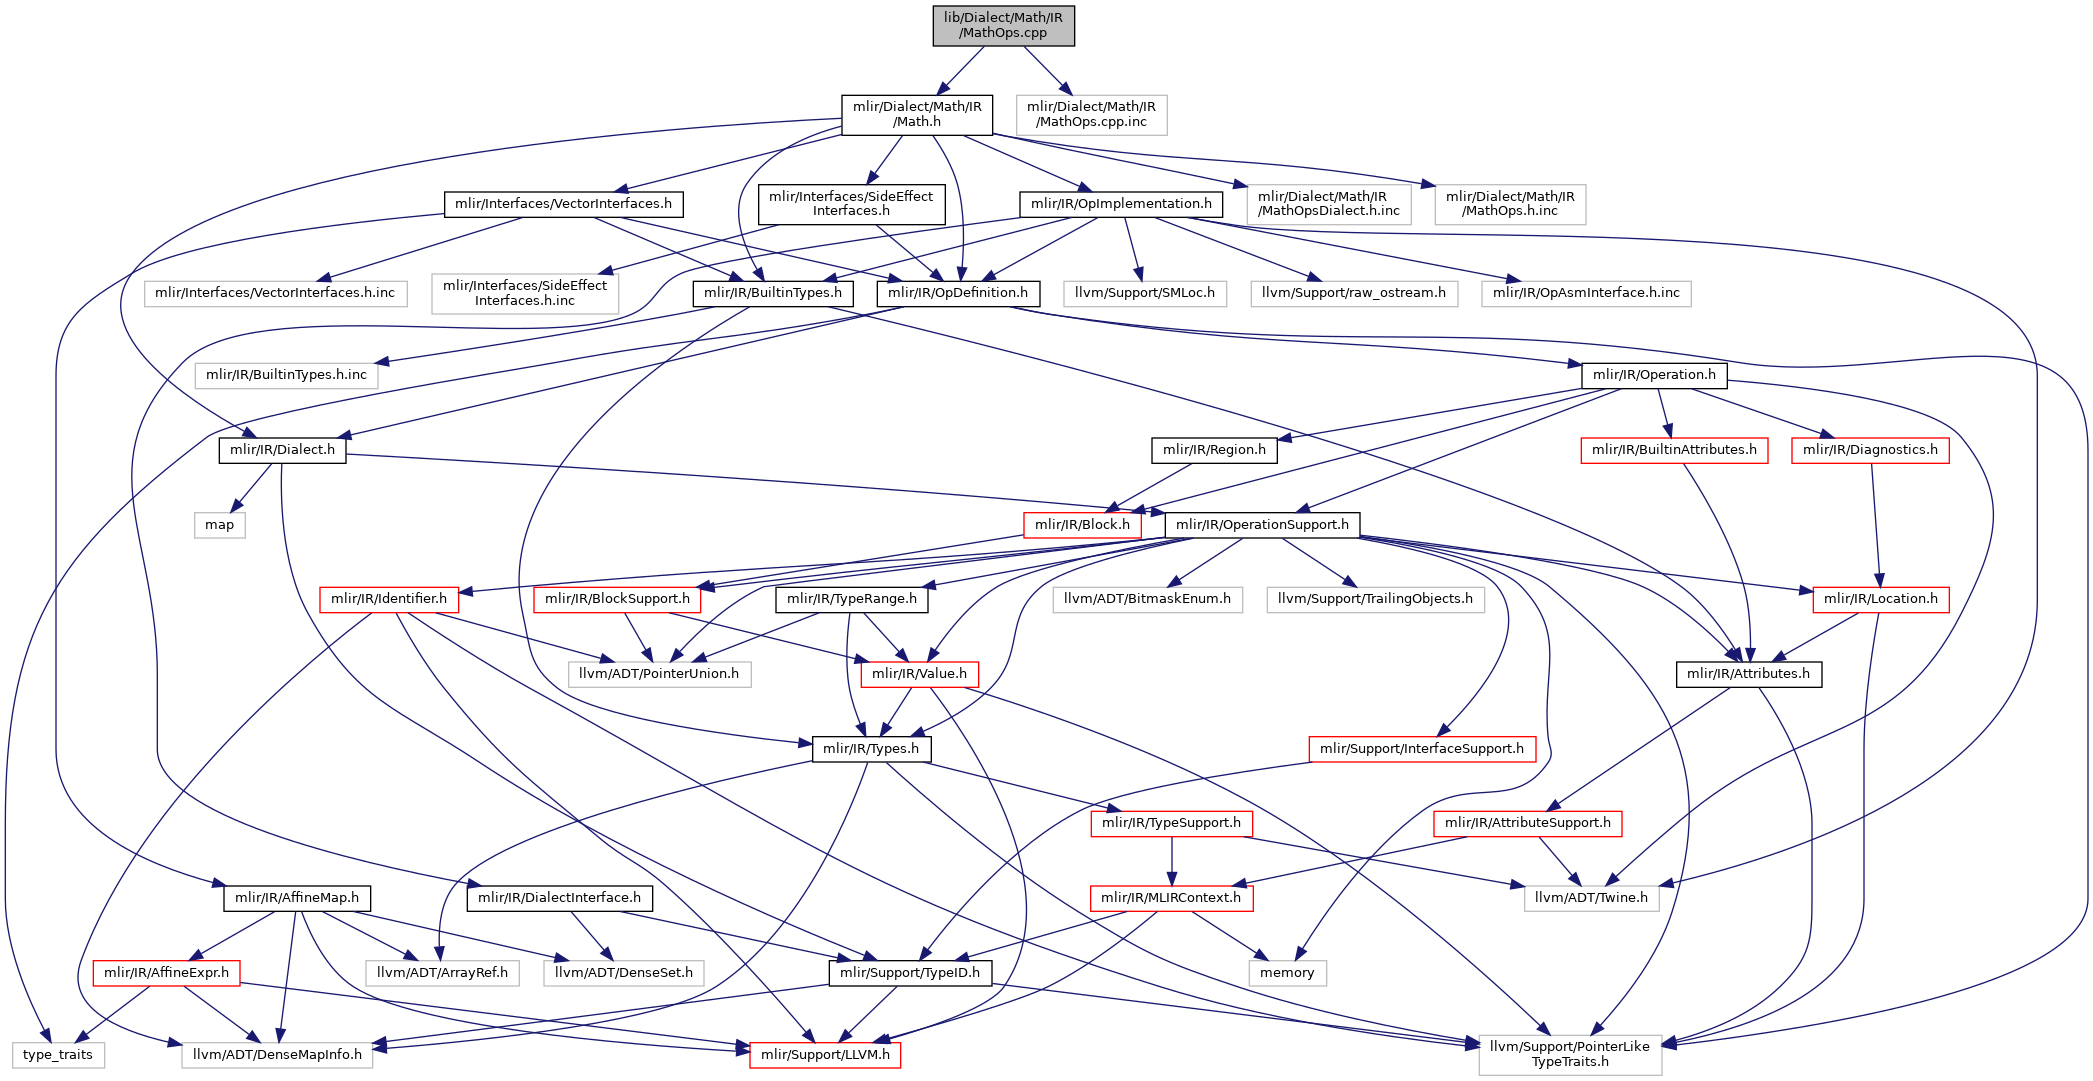 lib/Dialect/Math/IR
/MathOps.cpp
mlir/Dialect/Math/IR
/Math.h
mlir/Dialect/Math/IR
/MathOps.cpp.inc
mlir/Interfaces/VectorInterfaces.h
mlir/Interfaces/SideEffect
Interfaces.h
mlir/IR/OpImplementation.h
mlir/Dialect/Math/IR
/MathOpsDialect.h.inc
mlir/Dialect/Math/IR
/MathOps.h.inc
mlir/Interfaces/VectorInterfaces.h.inc
mlir/Interfaces/SideEffect
Interfaces.h.inc
mlir/IR/BuiltinTypes.h
mlir/IR/OpDefinition.h
llvm/Support/SMLoc.h
llvm/Support/raw_ostream.h
mlir/IR/OpAsmInterface.h.inc
mlir/IR/BuiltinTypes.h.inc
mlir/IR/Operation.h
mlir/IR/Dialect.h
mlir/IR/Region.h
mlir/IR/BuiltinAttributes.h
mlir/IR/Diagnostics.h
map
mlir/IR/Block.h
mlir/IR/OperationSupport.h
mlir/IR/Identifier.h
mlir/IR/BlockSupport.h
mlir/IR/TypeRange.h
llvm/ADT/BitmaskEnum.h
llvm/Support/TrailingObjects.h
mlir/IR/Location.h
llvm/ADT/PointerUnion.h
mlir/IR/Value.h
mlir/IR/Attributes.h
mlir/IR/Types.h
mlir/Support/InterfaceSupport.h
mlir/IR/TypeSupport.h
mlir/IR/AttributeSupport.h
mlir/IR/AffineMap.h
mlir/IR/DialectInterface.h
mlir/IR/MLIRContext.h
llvm/ADT/Twine.h
mlir/IR/AffineExpr.h
llvm/ADT/ArrayRef.h
llvm/ADT/DenseSet.h
mlir/Support/TypeID.h
memory
type_traits
llvm/ADT/DenseMapInfo.h
mlir/Support/LLVM.h
llvm/Support/PointerLike
TypeTraits.h